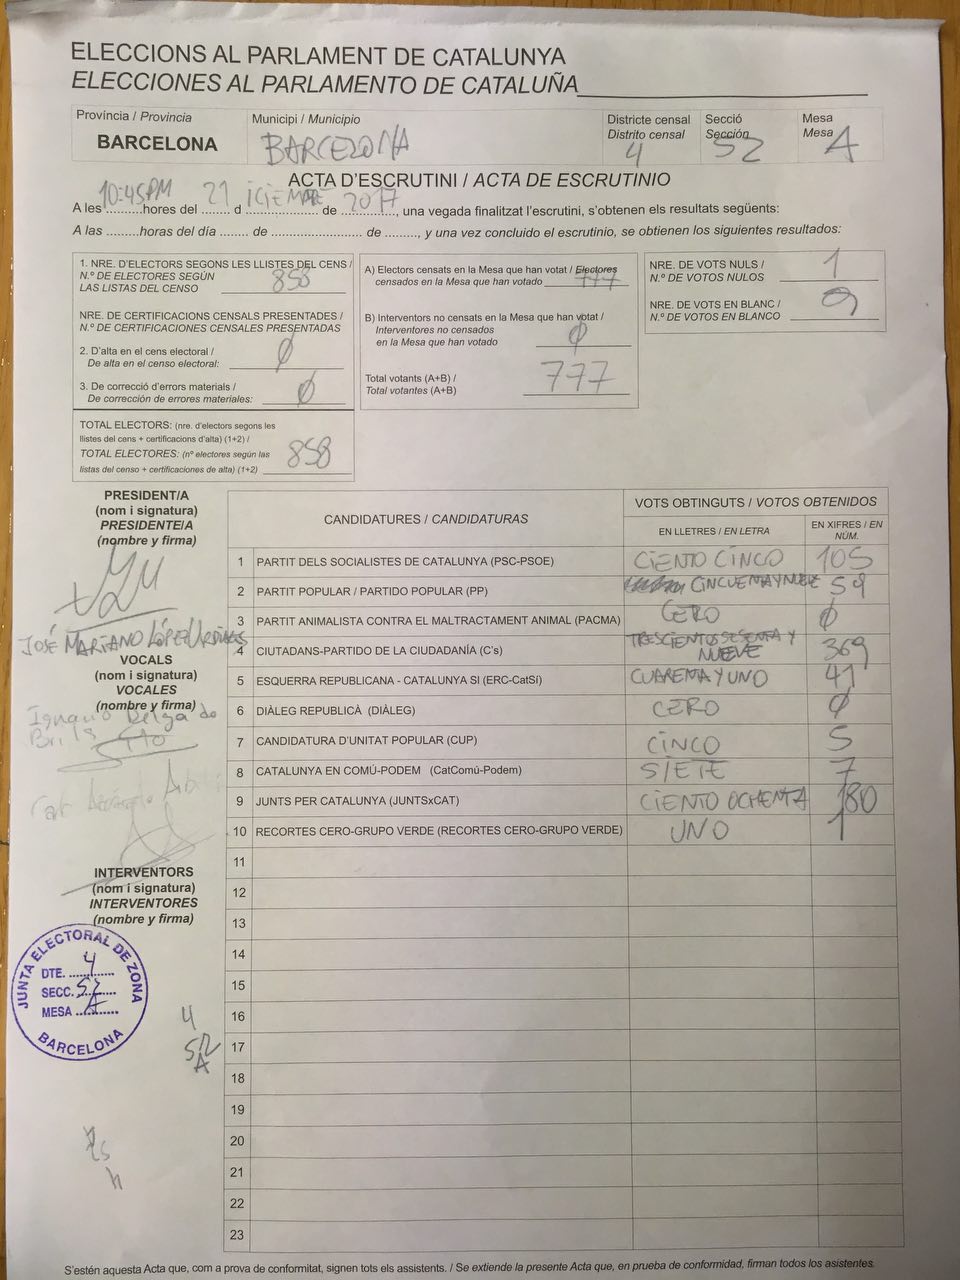 ELECCIONS AL PARLAMENT DE CATALUNYA
ELECCIONES AL PARLAMENTO DE CATALUÑA
Província / Provincia
BARCELONA
Municipi / Municipio
BARCELONA
Districte censal
Distrito censal
4
Secció
Sección
52
Mesa
Mesa
A
ACTA D'ESCRUTINI / ACTA DE ESCRUTINIO
10:45PM 21 ICIEMBRE 2017
A les ..........hores del ....... d .................... de ..............., una vegada finalitzat l'escrutini, s'obtenen els resultats següents:
A las .........horas del día ....... de .......................... de ........., y una vez concluido el escrutinio, se obtienen los siguientes resultados:
1. NRE. D'ELECTORS SEGONS LES LLISTES DEL CENS /
N.º DE ELECTORES SEGÚN
LAS LISTAS DEL CENSO
858
NRE. DE CERTIFICACIONS CENSALS PRESENTADES /
N.º DE CERTIFICACIONES CENSALES PRESENTADAS
2. D'alta en el cens electoral /
De alta en el censo electoral:
Ø
3. De correcció d'errors materials /
De corrección de errores materiales:
Ø
TOTAL ELECTORS: (nre. d'electors segons les
llistes del cens + certificacions d'alta) (1+2) /
TOTAL ELECTORES: (nº electores según las
listas del censo + certificaciones de alta) (1+2)
858
A) Electors censats en la Mesa que han votat / Electores
censados en la Mesa que han votado
777
B) Interventors no censats en la Mesa que han votat /
Interventores no censados
en la Mesa que han votado
Ø
Total votants (A+B) /
Total votantes (A+B)
777
NRE. DE VOTS NULS /
N.º DE VOTOS NULOS
1
NRE. DE VOTS EN BLANC /
N.º DE VOTOS EN BLANCO
9
PRESIDENT/A
(nom i signatura)
PRESIDENTE/A
(nombre y firma)
JOSÉ MARIANO LÓPEZ
VOCALS
(nom i signatura)
VOCALES
(nombre y firma)
Ignacio Delgado
INTERVENTORS
(nom i signatura)
INTERVENTORES
(nombre y firma)
JUNTA ELECTORAL DE ZONA
DTE. 4
SECC. 52
MESA A
BARCELONA
4
52
A
CANDIDATURES / CANDIDATURAS
VOTS OBTINGUTS / VOTOS OBTENIDOS
EN LLETRES / EN LETRA
EN XIFRES / EN
NÚM.
1 PARTIT DELS SOCIALISTES DE CATALUNYA (PSC-PSOE) CIENTO CINCO 105
2 PARTIT POPULAR / PARTIDO POPULAR (PP) CINCUENTA Y NUEVE 59
3 PARTIT ANIMALISTA CONTRA EL MALTRACTAMENT ANIMAL (PACMA) CERO Ø
4 CIUTADANS-PARTIDO DE LA CIUDADANÍA (C's) TRESCIENTOS SESENTA Y NUEVE 369
5 ESQUERRA REPUBLICANA - CATALUNYA SI (ERC-CatSí) CUARENTA Y UNO 41
6 DIÀLEG REPUBLICÀ (DIÀLEG) CERO Ø
7 CANDIDATURA D'UNITAT POPULAR (CUP) CINCO 5
8 CATALUNYA EN COMÚ-PODEM (CatComú-Podem) SIETE 7
9 JUNTS PER CATALUNYA (JUNTSxCAT) CIENTO OCHENTA 180
10 RECORTES CERO-GRUPO VERDE (RECORTES CERO-GRUPO VERDE) UNO 1
11
12
13
14
15
16
17
18
19
20
21
22
23
S'estén aquesta Acta que, com a prova de conformitat, signen tots els assistents. / Se extiende la presente Acta que, en prueba de conformidad, firman todos los asistentes.